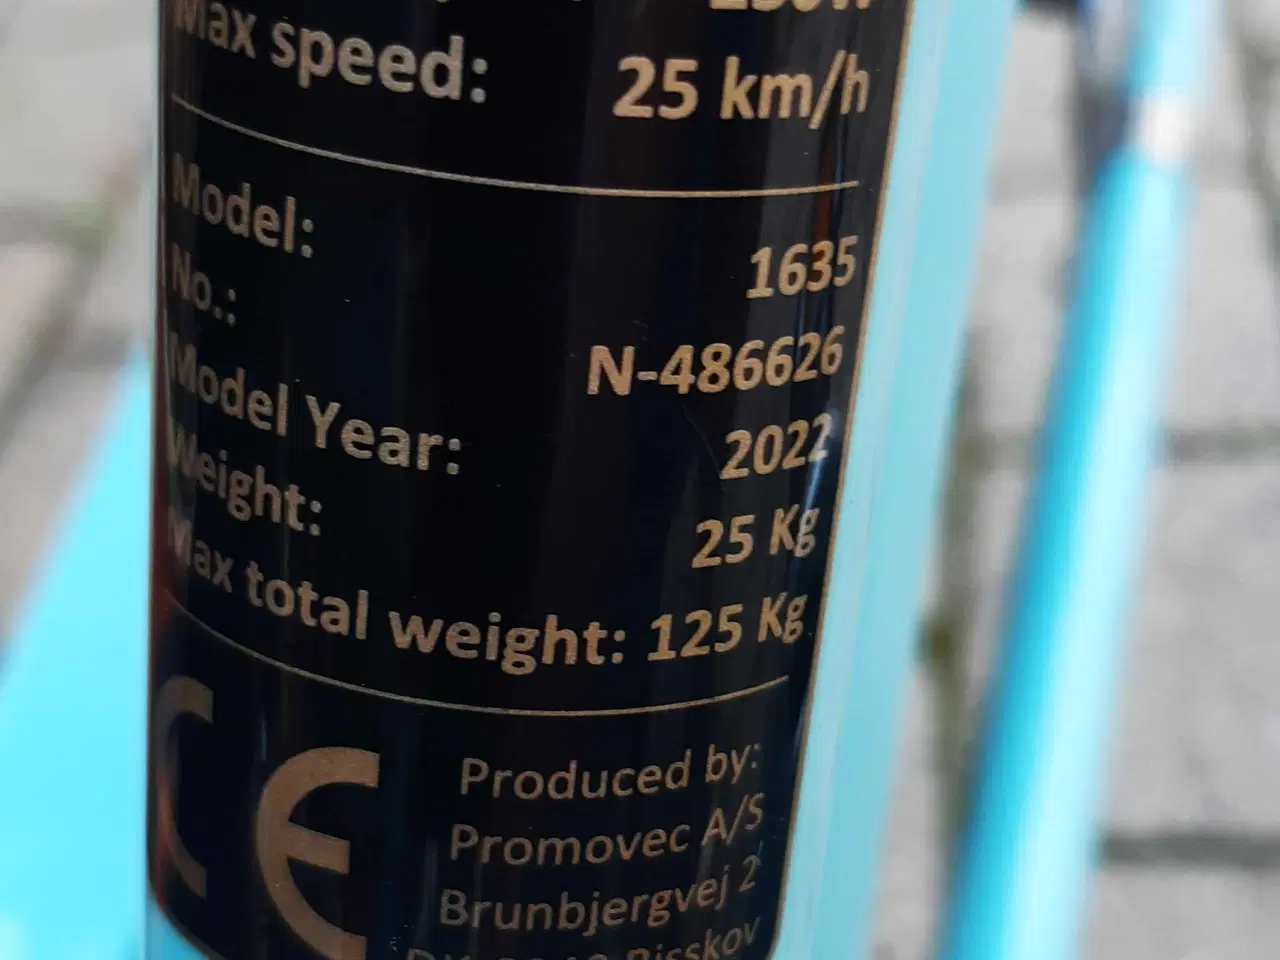 Max speed: 25 km/h
Model: 1635
No.: N-486626
Model Year: 2022
Weight: 25 Kg
Max total weight: 125 Kg
CE
Produced by:
Promovec A/S
Brunbjergvej 2
Risskov